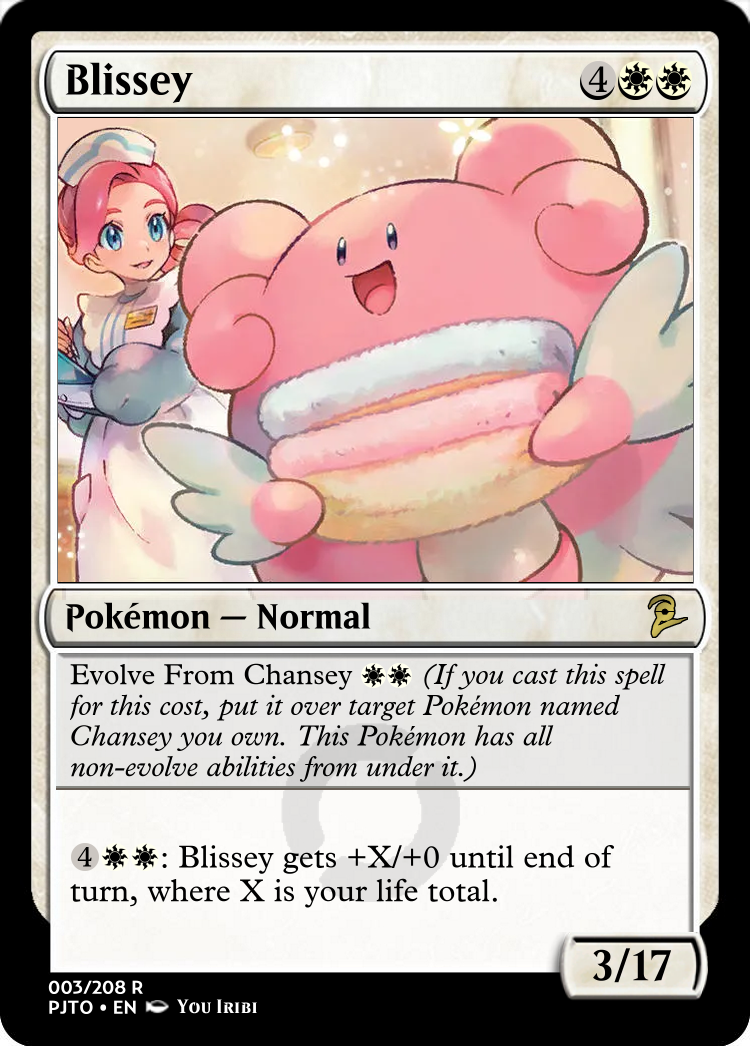 Blissey 4
Pokémon — Normal
Evolve From Chansey (If you cast this spell
for this cost, put it over target Pokémon named
Chansey you own. This Pokémon has all
non-evolve abilities from under it.)
4: Blissey gets +X/+0 until end of
turn, where X is your life total.
3/17
003/208 R
PJTO • EN You Iribi